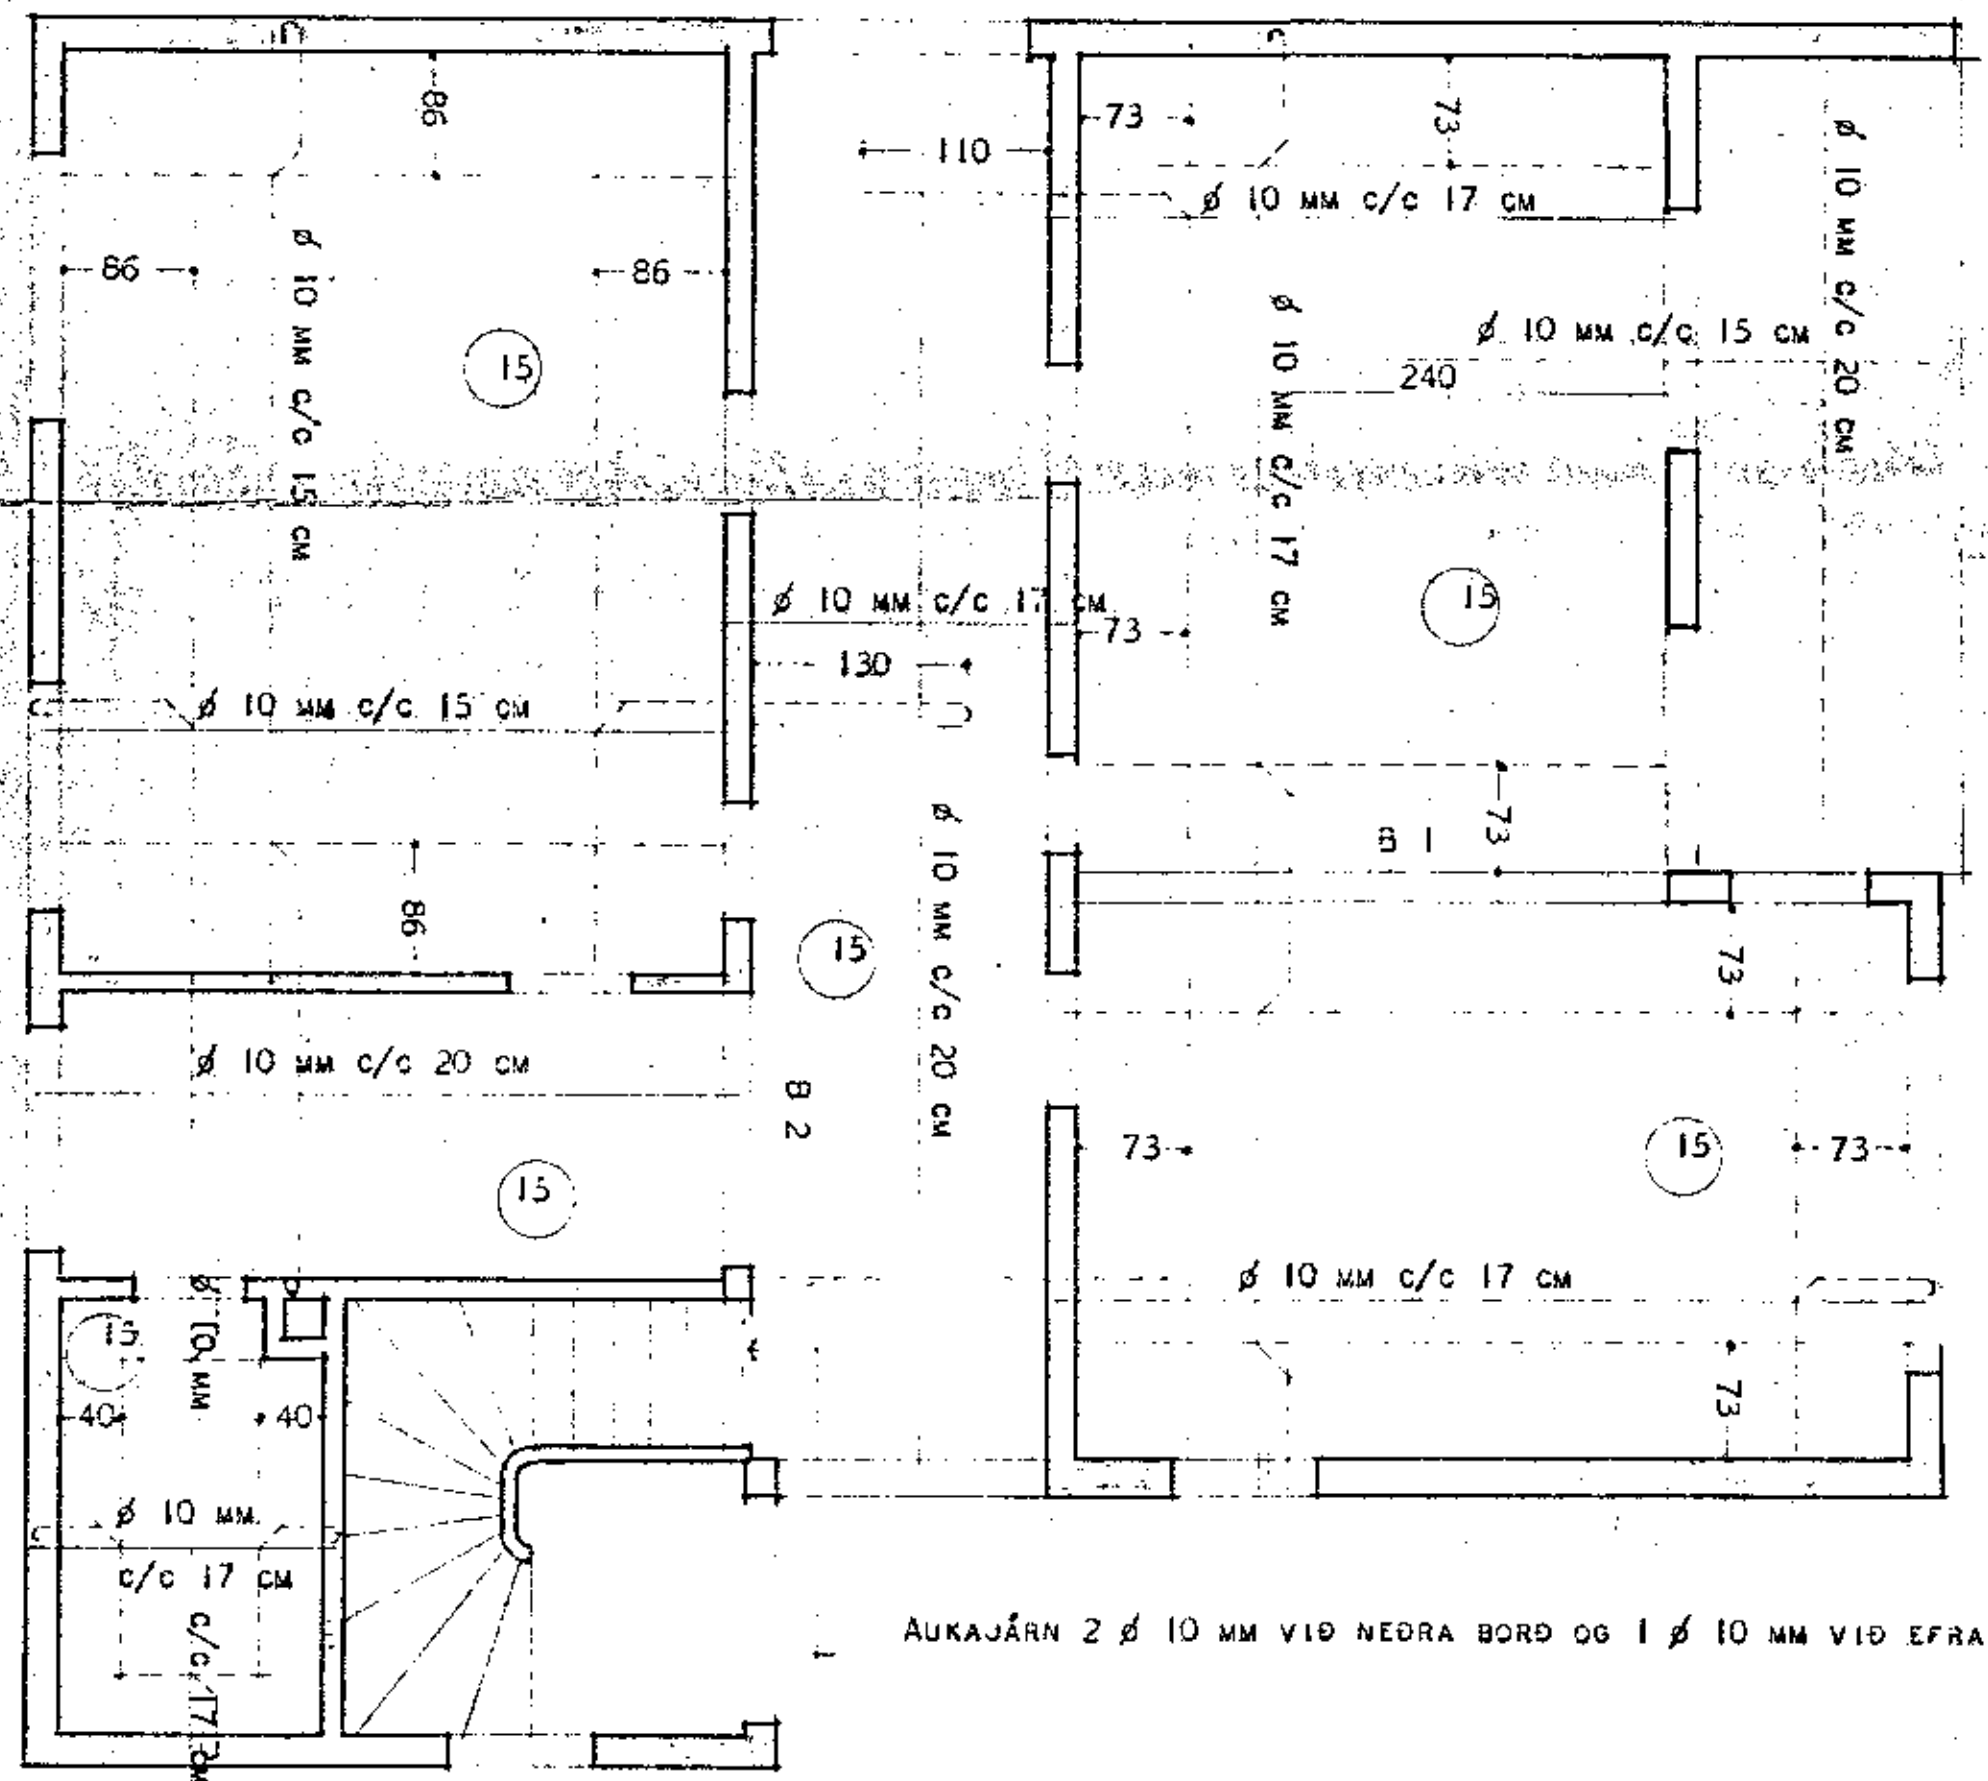 86
73
73
110
Ø 10 MM C/C 17 CM
Ø 10 MM C/C 20 CM
86
86
Ø 10 MM C/C 15 CM
Ø 10 MM C/C 17 CM
Ø 10 MM C/C 15 CM
240
15
15
Ø 10 MM C/C 17 CM
73
130
Ø 10 MM C/C 15 CM
Ø 10 MM C/C 20 CM
73
B 1
86
15
73
Ø 10 MM C/C 20 CM
B 2
73
15
73
15
Ø 10 MM C/C 17 CM
15
Ø 10 MM C/C 17 CM
40
40
73
Ø 10 MM
C/C 17 CM
AUKAJÁRN 2 Ø 10 MM VIÐ NEÐRA BORÐ OG 1 Ø 10 MM VIÐ EFRA